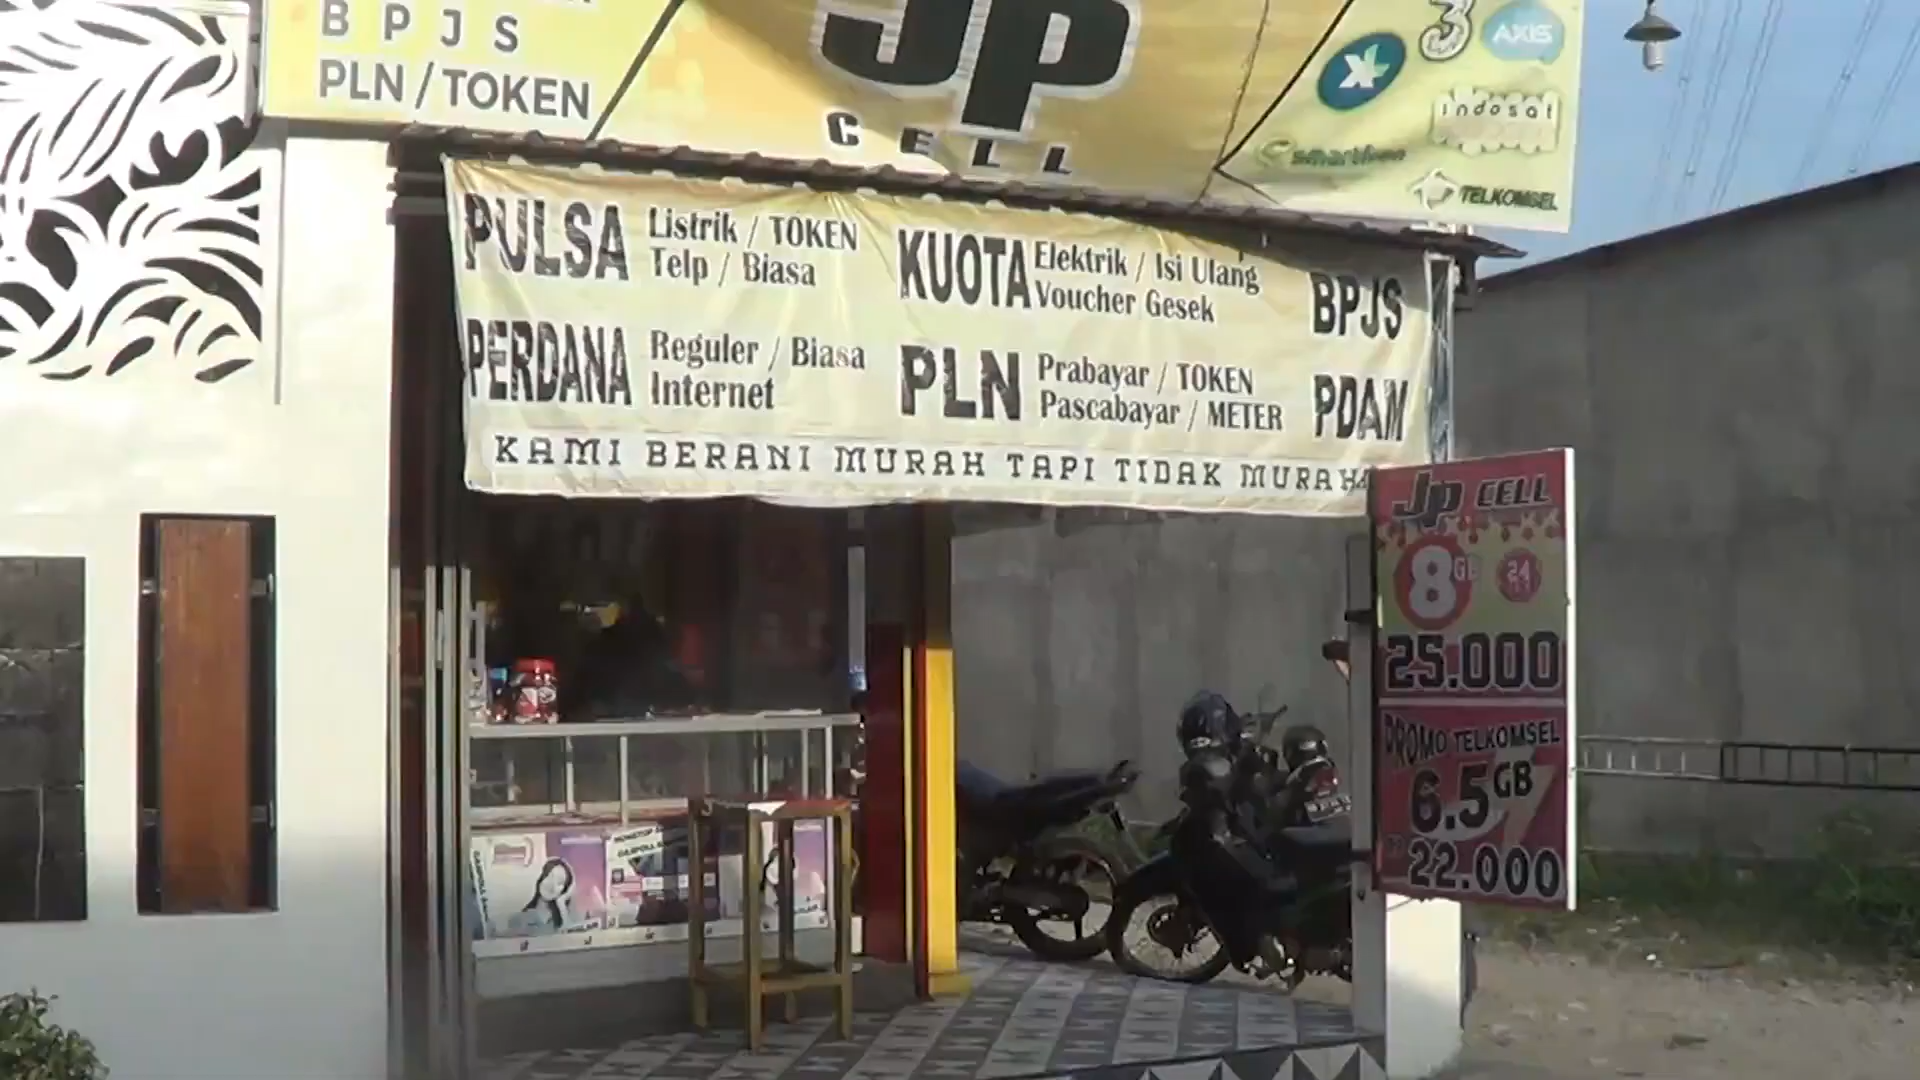 B P J S
PLN / TOKEN
JP
CELL
3
AXIS
XL
indosat
smartfren
TELKOMSEL
PULSA Listrik / TOKEN
Telp / Biasa
KUOTA Elektrik / Isi Ulang
Voucher Gesek
BPJS
PERDANA Reguler / Biasa
Internet
PLN Prabayar / TOKEN
Pascabayar / METER
PDAM
KAMI BERANI MURAH TAPI TIDAK MURAHA
JP CELL
8 GB 24
25.000
PROMO TELKOMSEL
6.5 GB
22.000